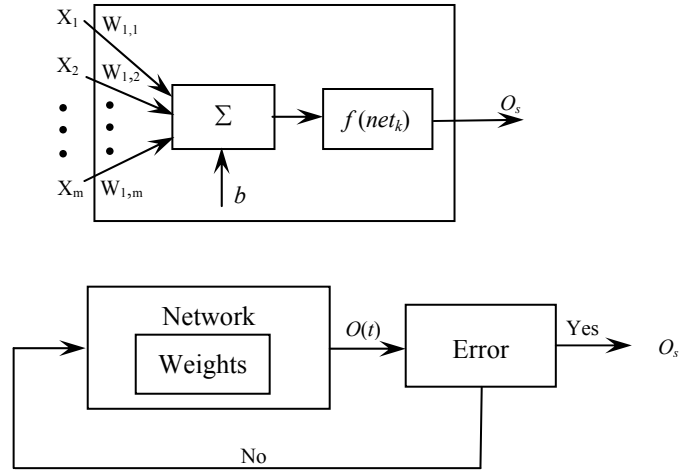 X₁ W₁,₁
X₂ W₁,₂
Σ
f(netₖ)
Oₛ
Xₘ W₁,ₘ
b
Network
Weights
O(t)
Error
Yes
Oₛ
No